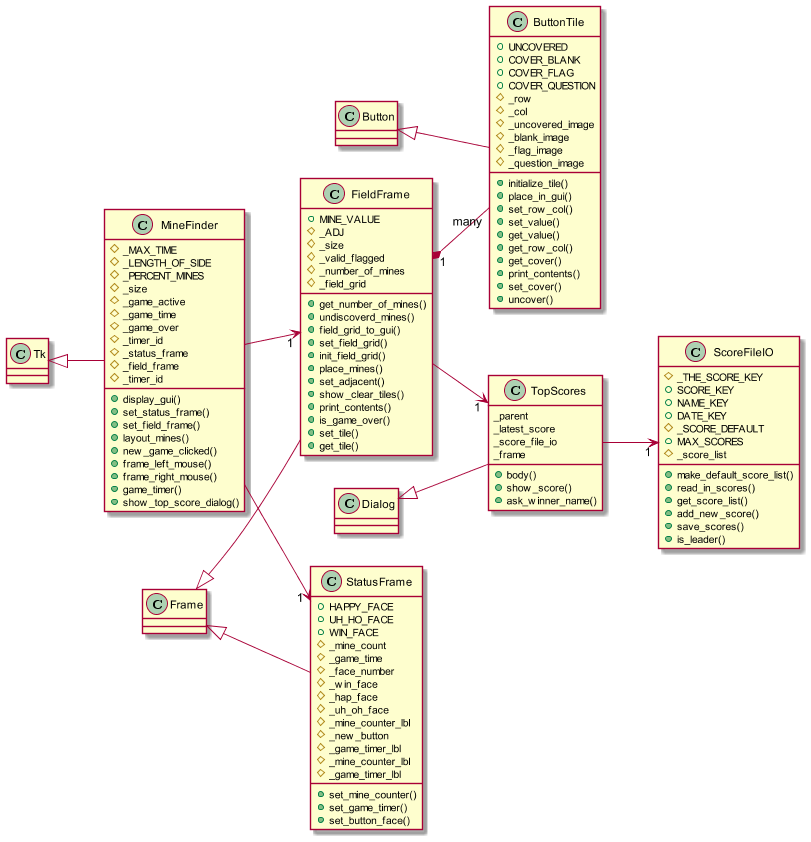 C ButtonTile
UNCOVERED
COVER_BLANK
COVER_FLAG
COVER_QUESTION
_row
_col
_uncovered_image
_blank_image
_flag_image
_question_image
initialize_tile()
place_in_gui()
set_row_col()
set_value()
get_value()
get_row_col()
get_cover()
print_contents()
set_cover()
uncover()
C Button
C FieldFrame
MINE_VALUE
_ADJ
_size
_valid_flagged
_number_of_mines
_field_grid
get_number_of_mines()
undiscoverd_mines()
field_grid_to_gui()
set_field_grid()
init_field_grid()
place_mines()
set_adjacent()
show_clear_tiles()
print_contents()
is_game_over()
set_tile()
get_tile()
many
1
C MineFinder
_MAX_TIME
_LENGTH_OF_SIDE
_PERCENT_MINES
_size
_game_active
_game_time
_game_over
_timer_id
_status_frame
_field_frame
_timer_id
display_gui()
set_status_frame()
set_field_frame()
layout_mines()
new_game_clicked()
frame_left_mouse()
frame_right_mouse()
game_timer()
show_top_score_dialog()
1
C Tk
C TopScores
_parent
_latest_score
_score_file_io
_frame
body()
show_score()
ask_winner_name()
1
C ScoreFileIO
_THE_SCORE_KEY
SCORE_KEY
NAME_KEY
DATE_KEY
_SCORE_DEFAULT
MAX_SCORES
_score_list
make_default_score_list()
read_in_scores()
get_score_list()
add_new_score()
save_scores()
is_leader()
1
C Dialog
C Frame
C StatusFrame
HAPPY_FACE
UH_HO_FACE
WIN_FACE
_mine_count
_game_time
_face_number
_win_face
_hap_face
_uh_oh_face
_mine_counter_lbl
_new_button
_game_timer_lbl
_mine_counter_lbl
_game_timer_lbl
set_mine_counter()
set_game_timer()
set_button_face()
1